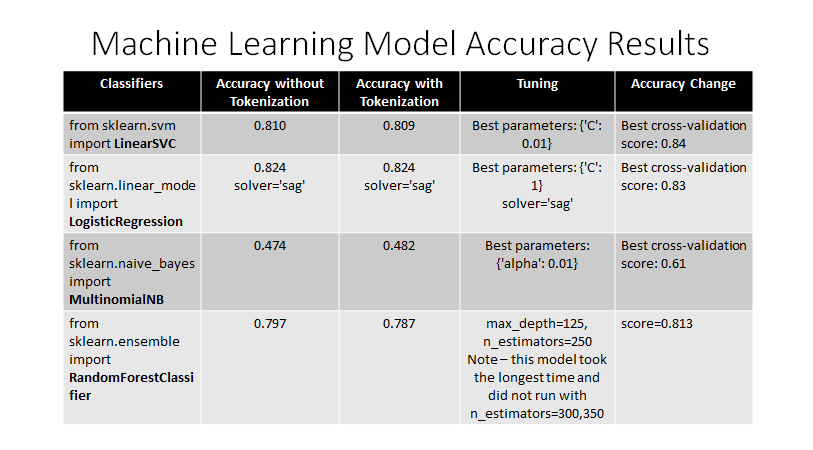 Machine Learning Model Accuracy Results
Classifiers
Accuracy without
Tokenization
Accuracy with
Tokenization
Tuning
Accuracy Change
from sklearn.svm
import LinearSVC
0.810
0.809
Best parameters: {'C':
0.01}
Best cross-validation
score: 0.84
from
sklearn.linear_mode
l import
LogisticRegression
0.824
solver='sag'
0.824
solver='sag'
Best parameters: {'C':
1}
solver='sag'
Best cross-validation
score: 0.83
from
sklearn.naive_bayes
import
MultinomialNB
0.474
0.482
Best parameters:
{'alpha': 0.01}
Best cross-validation
score: 0.61
from
sklearn.ensemble
import
RandomForestClassi
fier
0.797
0.787
max_depth=125,
n_estimators=250
Note – this model took
the longest time and
did not run with
n_estimators=300,350
score=0.813